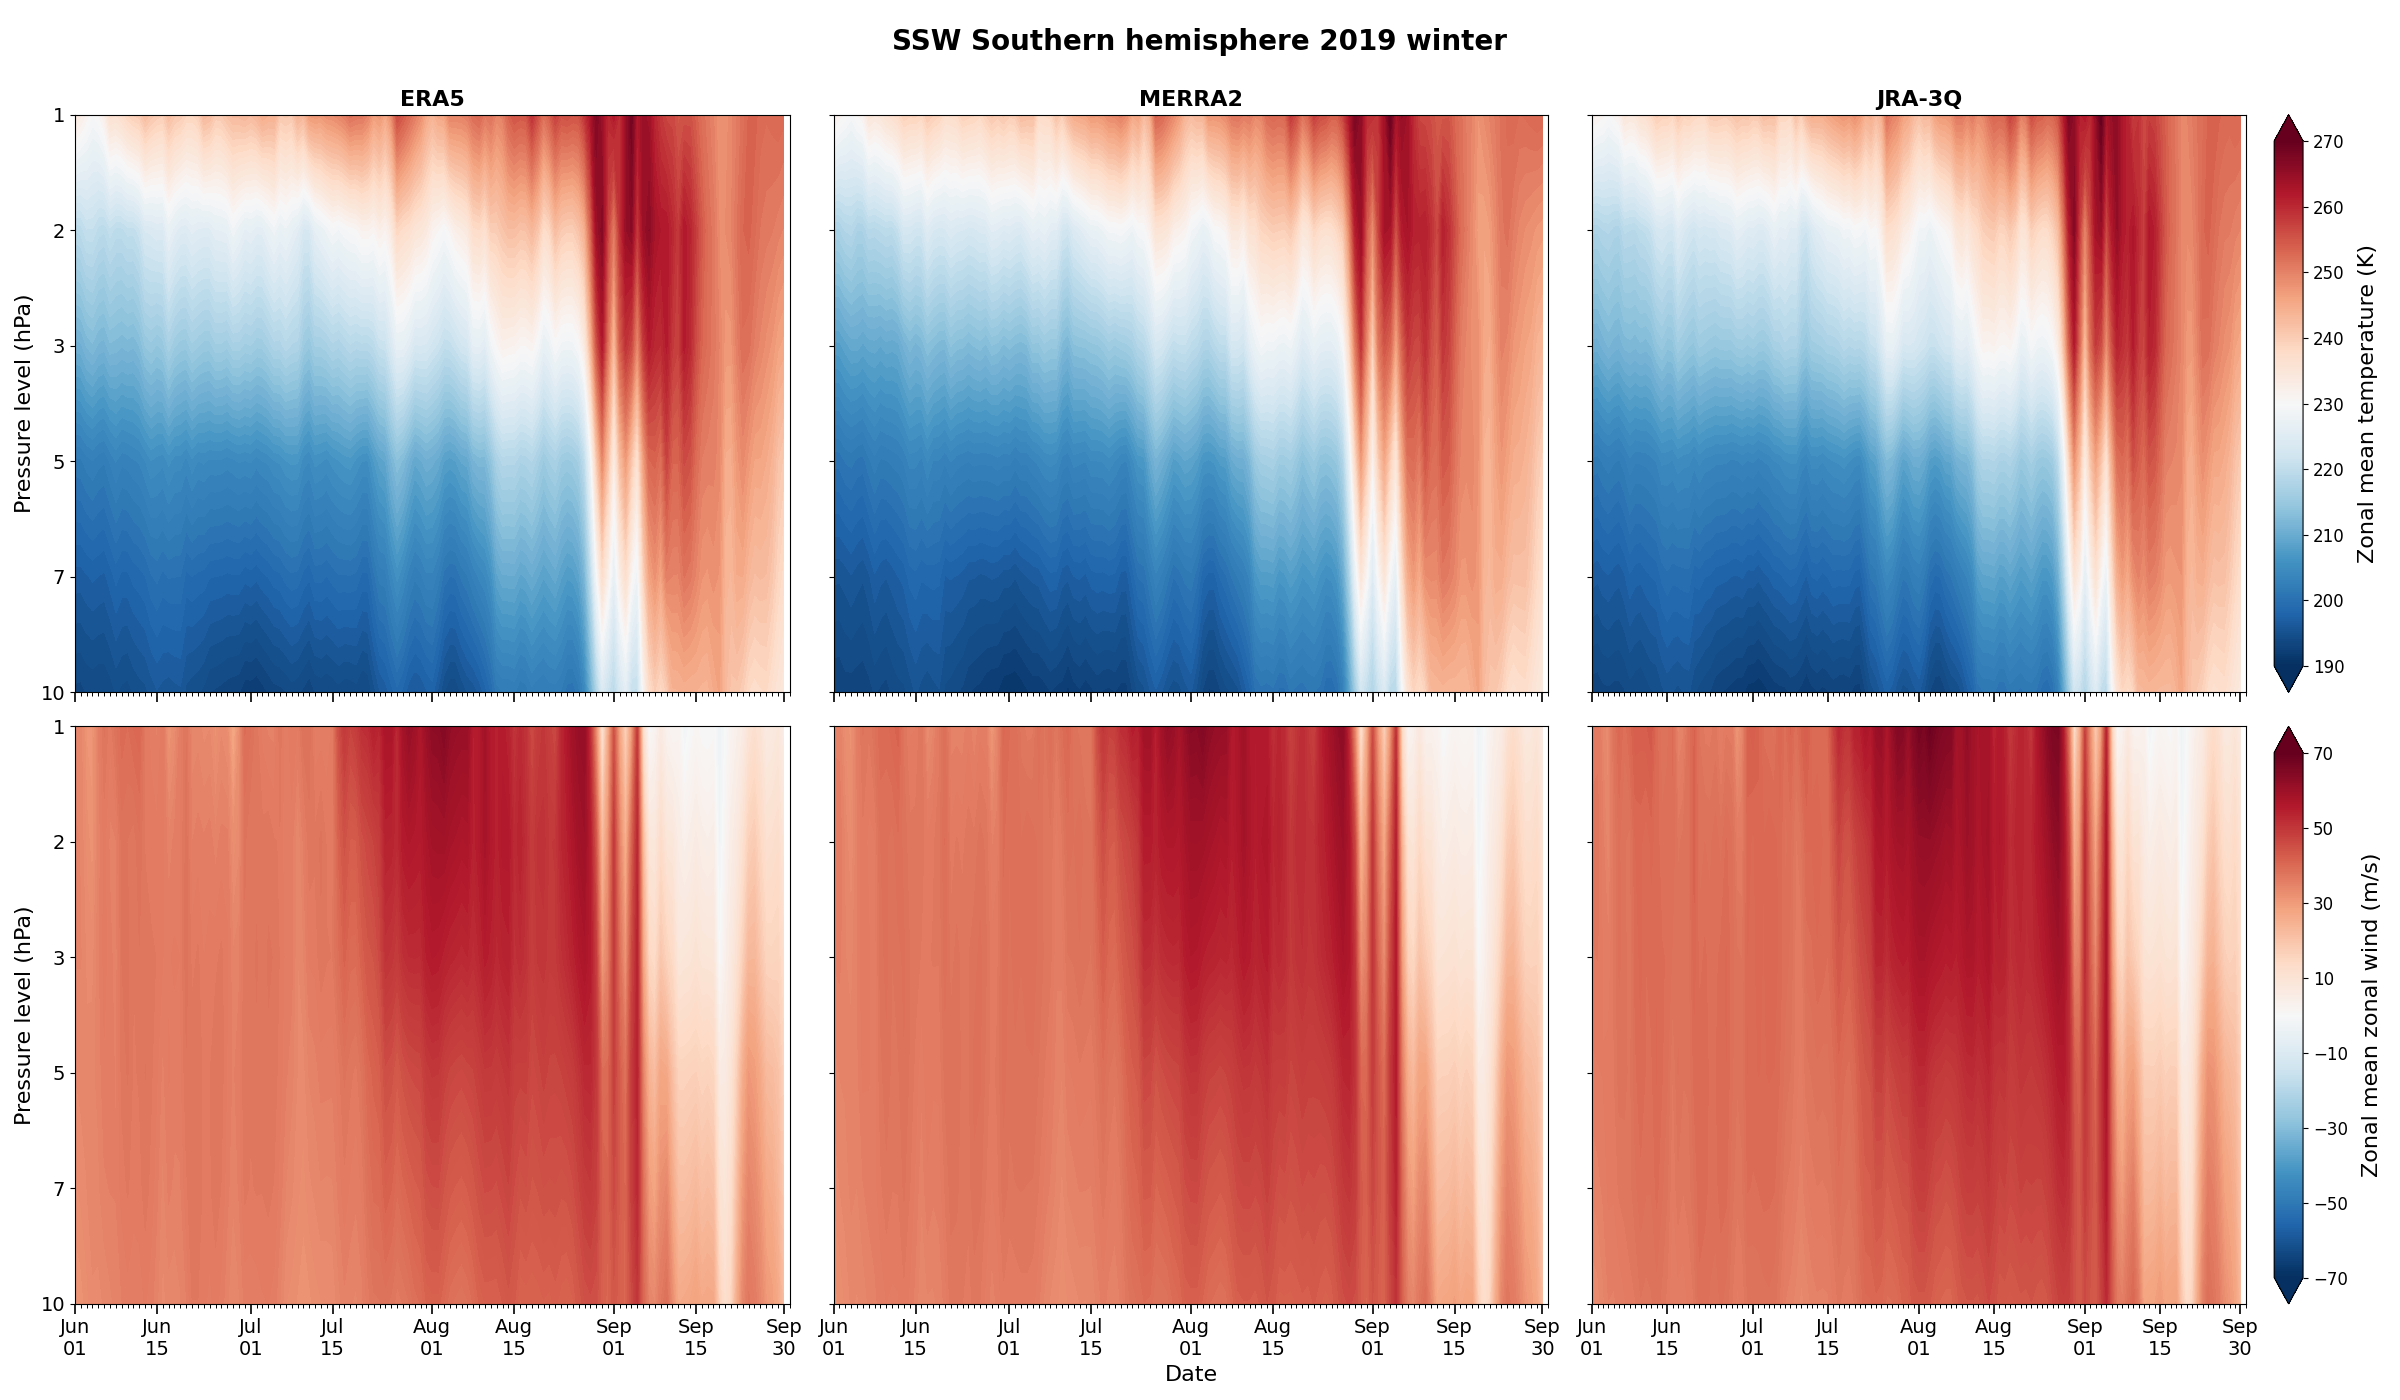 SSW Southern hemisphere 2019 winter
ERA5
MERRA2
JRA-3Q
Pressure level (hPa)
1
2
3
5
7
10
270
260
250
240
230
220
210
200
190
Zonal mean temperature (K)
Pressure level (hPa)
1
2
3
5
7
10
70
50
30
10
−10
−30
−50
−70
Zonal mean zonal wind (m/s)
Jun Jun Jul Jul Aug Aug Sep Sep Sep
01 15 01 15 01 15 01 15 30
Jun Jun Jul Jul Aug Aug Sep Sep Sep
01 15 01 15 01 15 01 15 30
Jun Jun Jul Jul Aug Aug Sep Sep Sep
01 15 01 15 01 15 01 15 30
Date